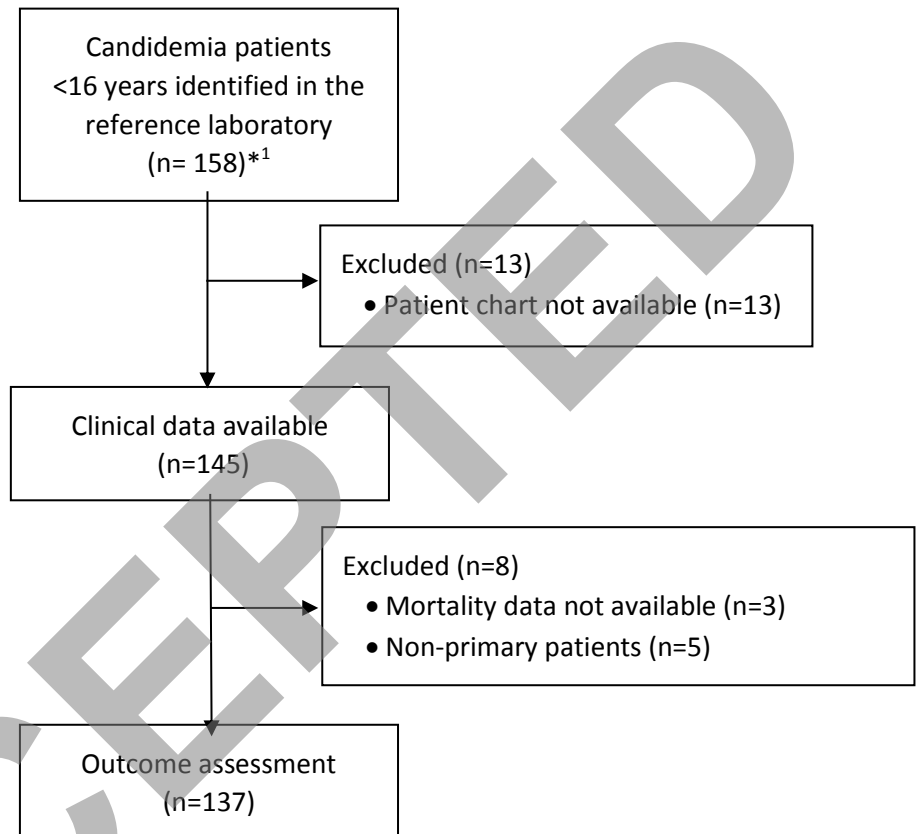 Candidemia patients
<16 years identified in the
reference laboratory
(n= 158)*1
Excluded (n=13)
• Patient chart not available (n=13)
Clinical data available
(n=145)
Excluded (n=8)
• Mortality data not available (n=3)
• Non-primary patients (n=5)
Outcome assessment
(n=137)
CEPTED